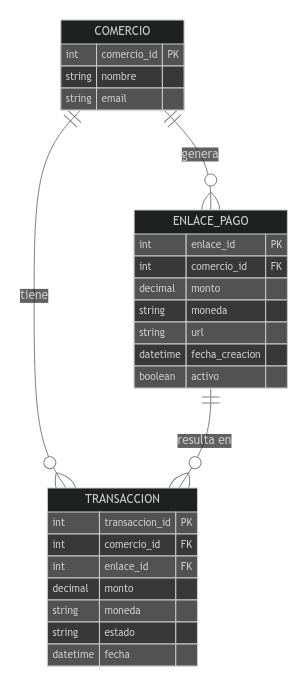 COMERCIO
int comercio_id PK
string nombre
string email
genera
ENLACE_PAGO
int enlace_id PK
int comercio_id FK
decimal monto
string moneda
string url
datetime fecha_creacion
boolean activo
tiene
resulta en
TRANSACCION
int transaccion_id PK
int comercio_id FK
int enlace_id FK
decimal monto
string moneda
string estado
datetime fecha